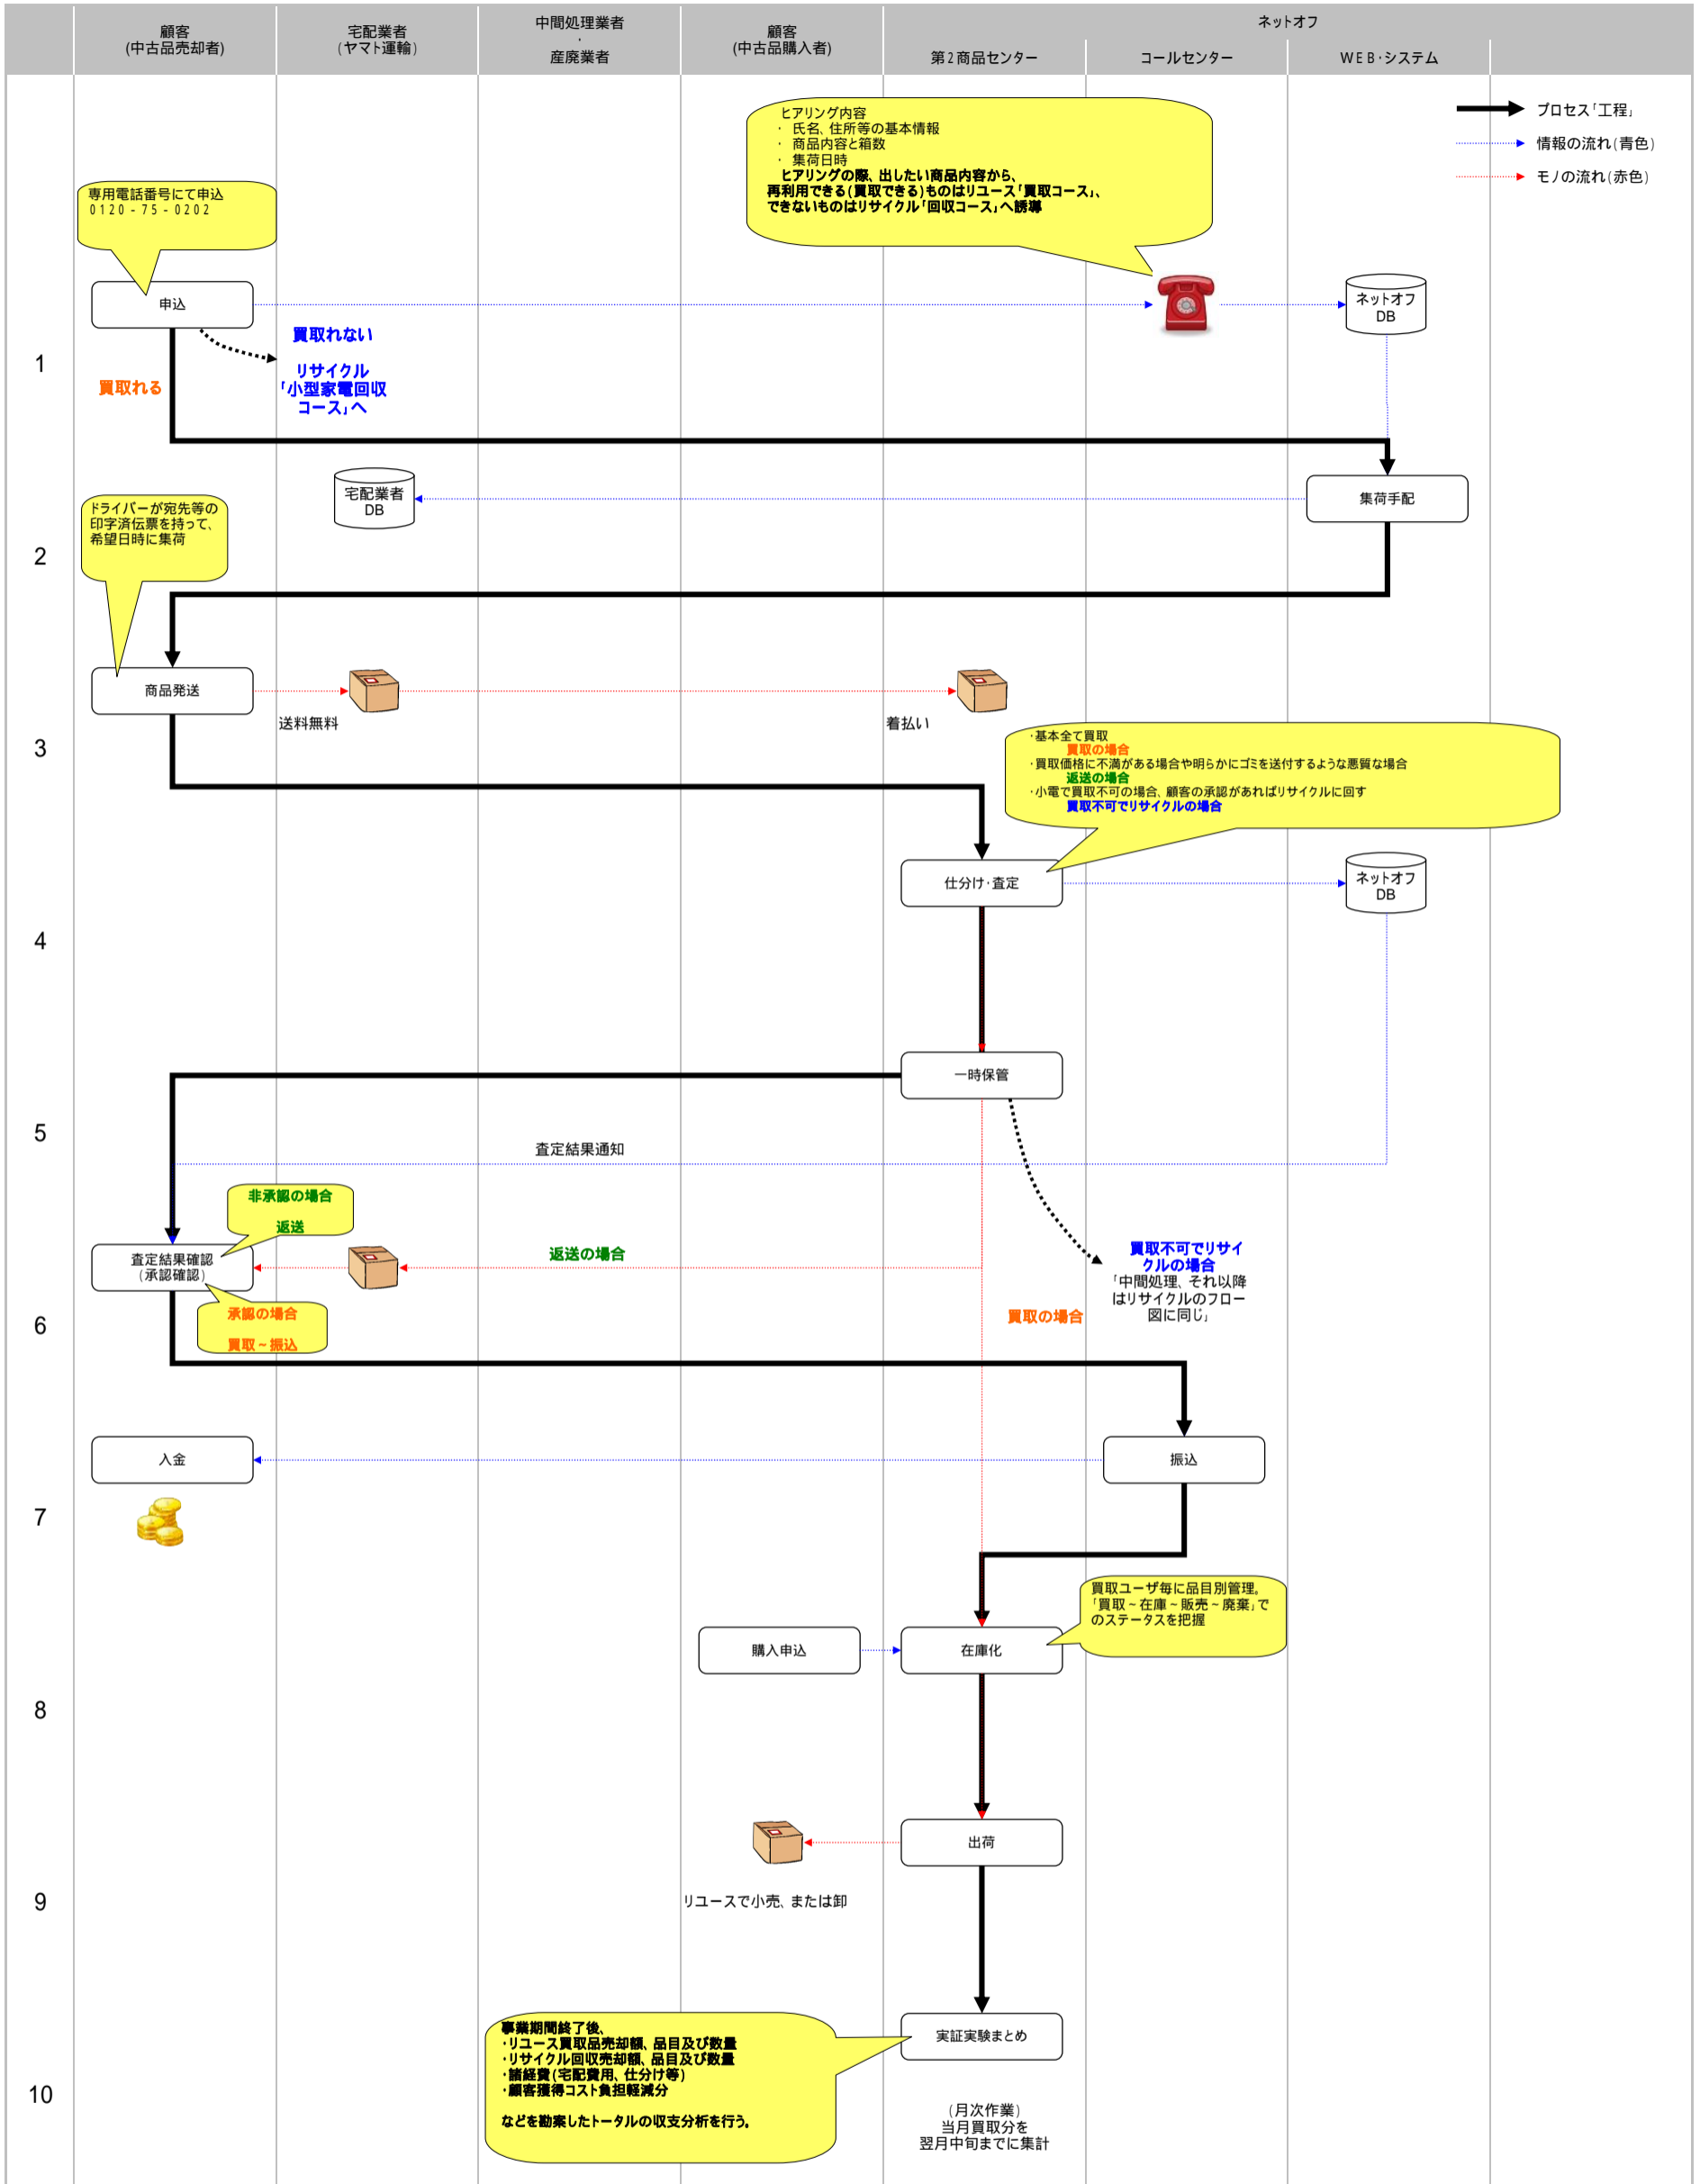 顧客
(中古品売却者)
宅配業者
(ヤマト運輸)
中間処理業者
・
産廃業者
顧客
(中古品購入者)
ネットオフ
第2商品センター
コールセンター
WEB・システム
プロセス「工程」
情報の流れ(青色)
モノの流れ(赤色)
ヒアリング内容
・ 氏名、住所等の基本情報
・ 商品内容と箱数
・ 集荷日時
ヒアリングの際、出したい商品内容から、
再利用できる(買取できる)ものはリユース「買取コース」、
できないものはリサイクル「回収コース」へ誘導
専用電話番号にて申込
0120-75-0202
申込
ネットオフ
DB
1
買取れる
買取れない
リサイクル
「小型家電回収
コース」へ
宅配業者
DB
集荷手配
ドライバーが宛先等の
印字済伝票を持って、
希望日時に集荷
2
商品発送
送料無料
着払い
3
・基本全て買取
買取の場合
・買取価格に不満がある場合や明らかにゴミを送付するような悪質な場合
返送の場合
・小電で買取不可の場合、顧客の承認があればリサイクルに回す
買取不可でリサイクルの場合
仕分け・査定
ネットオフ
DB
4
一時保管
5
査定結果通知
非承認の場合
返送
査定結果確認
(承認確認)
返送の場合
買取不可でリサイ
クルの場合
「中間処理、それ以降
はリサイクルのフロー
図に同じ」
承認の場合
買取~振込
買取の場合
6
入金
振込
7
買取ユーザ毎に品目別管理。
「買取~在庫~販売~廃棄」で
のステータスを把握
購入申込
在庫化
8
出荷
リユースで小売、または卸
9
事業期間終了後、
・リユース買取品売却額、品目及び数量
・リサイクル回収売却額、品目及び数量
・諸経費(宅配費用、仕分け等)
・顧客獲得コスト負担軽減分
などを勘案したトータルの収支分析を行う。
実証実験まとめ
10
(月次作業)
当月買取分を
翌月中旬までに集計